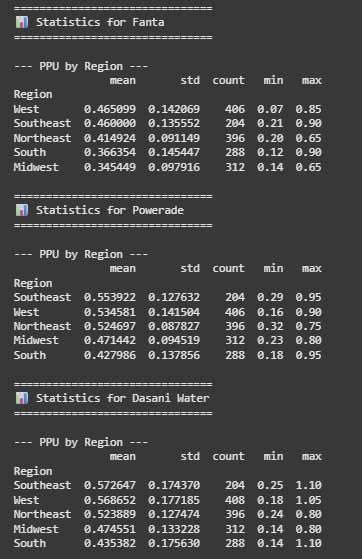 ===============================
📊 Statistics for Fanta
===============================
--- PPU by Region ---
mean std count min max
Region
West 0.465099 0.142069 406 0.07 0.85
Southeast 0.460000 0.135552 204 0.21 0.90
Northeast 0.414924 0.091149 396 0.20 0.65
South 0.366354 0.145447 288 0.12 0.90
Midwest 0.345449 0.097916 312 0.14 0.65
===============================
📊 Statistics for Powerade
===============================
--- PPU by Region ---
mean std count min max
Region
Southeast 0.553922 0.127632 204 0.29 0.95
West 0.534581 0.141504 406 0.16 0.90
Northeast 0.524697 0.087827 396 0.32 0.75
Midwest 0.471442 0.094519 312 0.23 0.80
South 0.427986 0.137856 288 0.18 0.95
===============================
📊 Statistics for Dasani Water
===============================
--- PPU by Region ---
mean std count min max
Region
Southeast 0.572647 0.174370 204 0.25 1.10
West 0.568652 0.177185 408 0.18 1.05
Northeast 0.523889 0.127474 396 0.24 0.80
Midwest 0.474551 0.133228 312 0.14 0.80
South 0.435382 0.175630 288 0.14 1.10